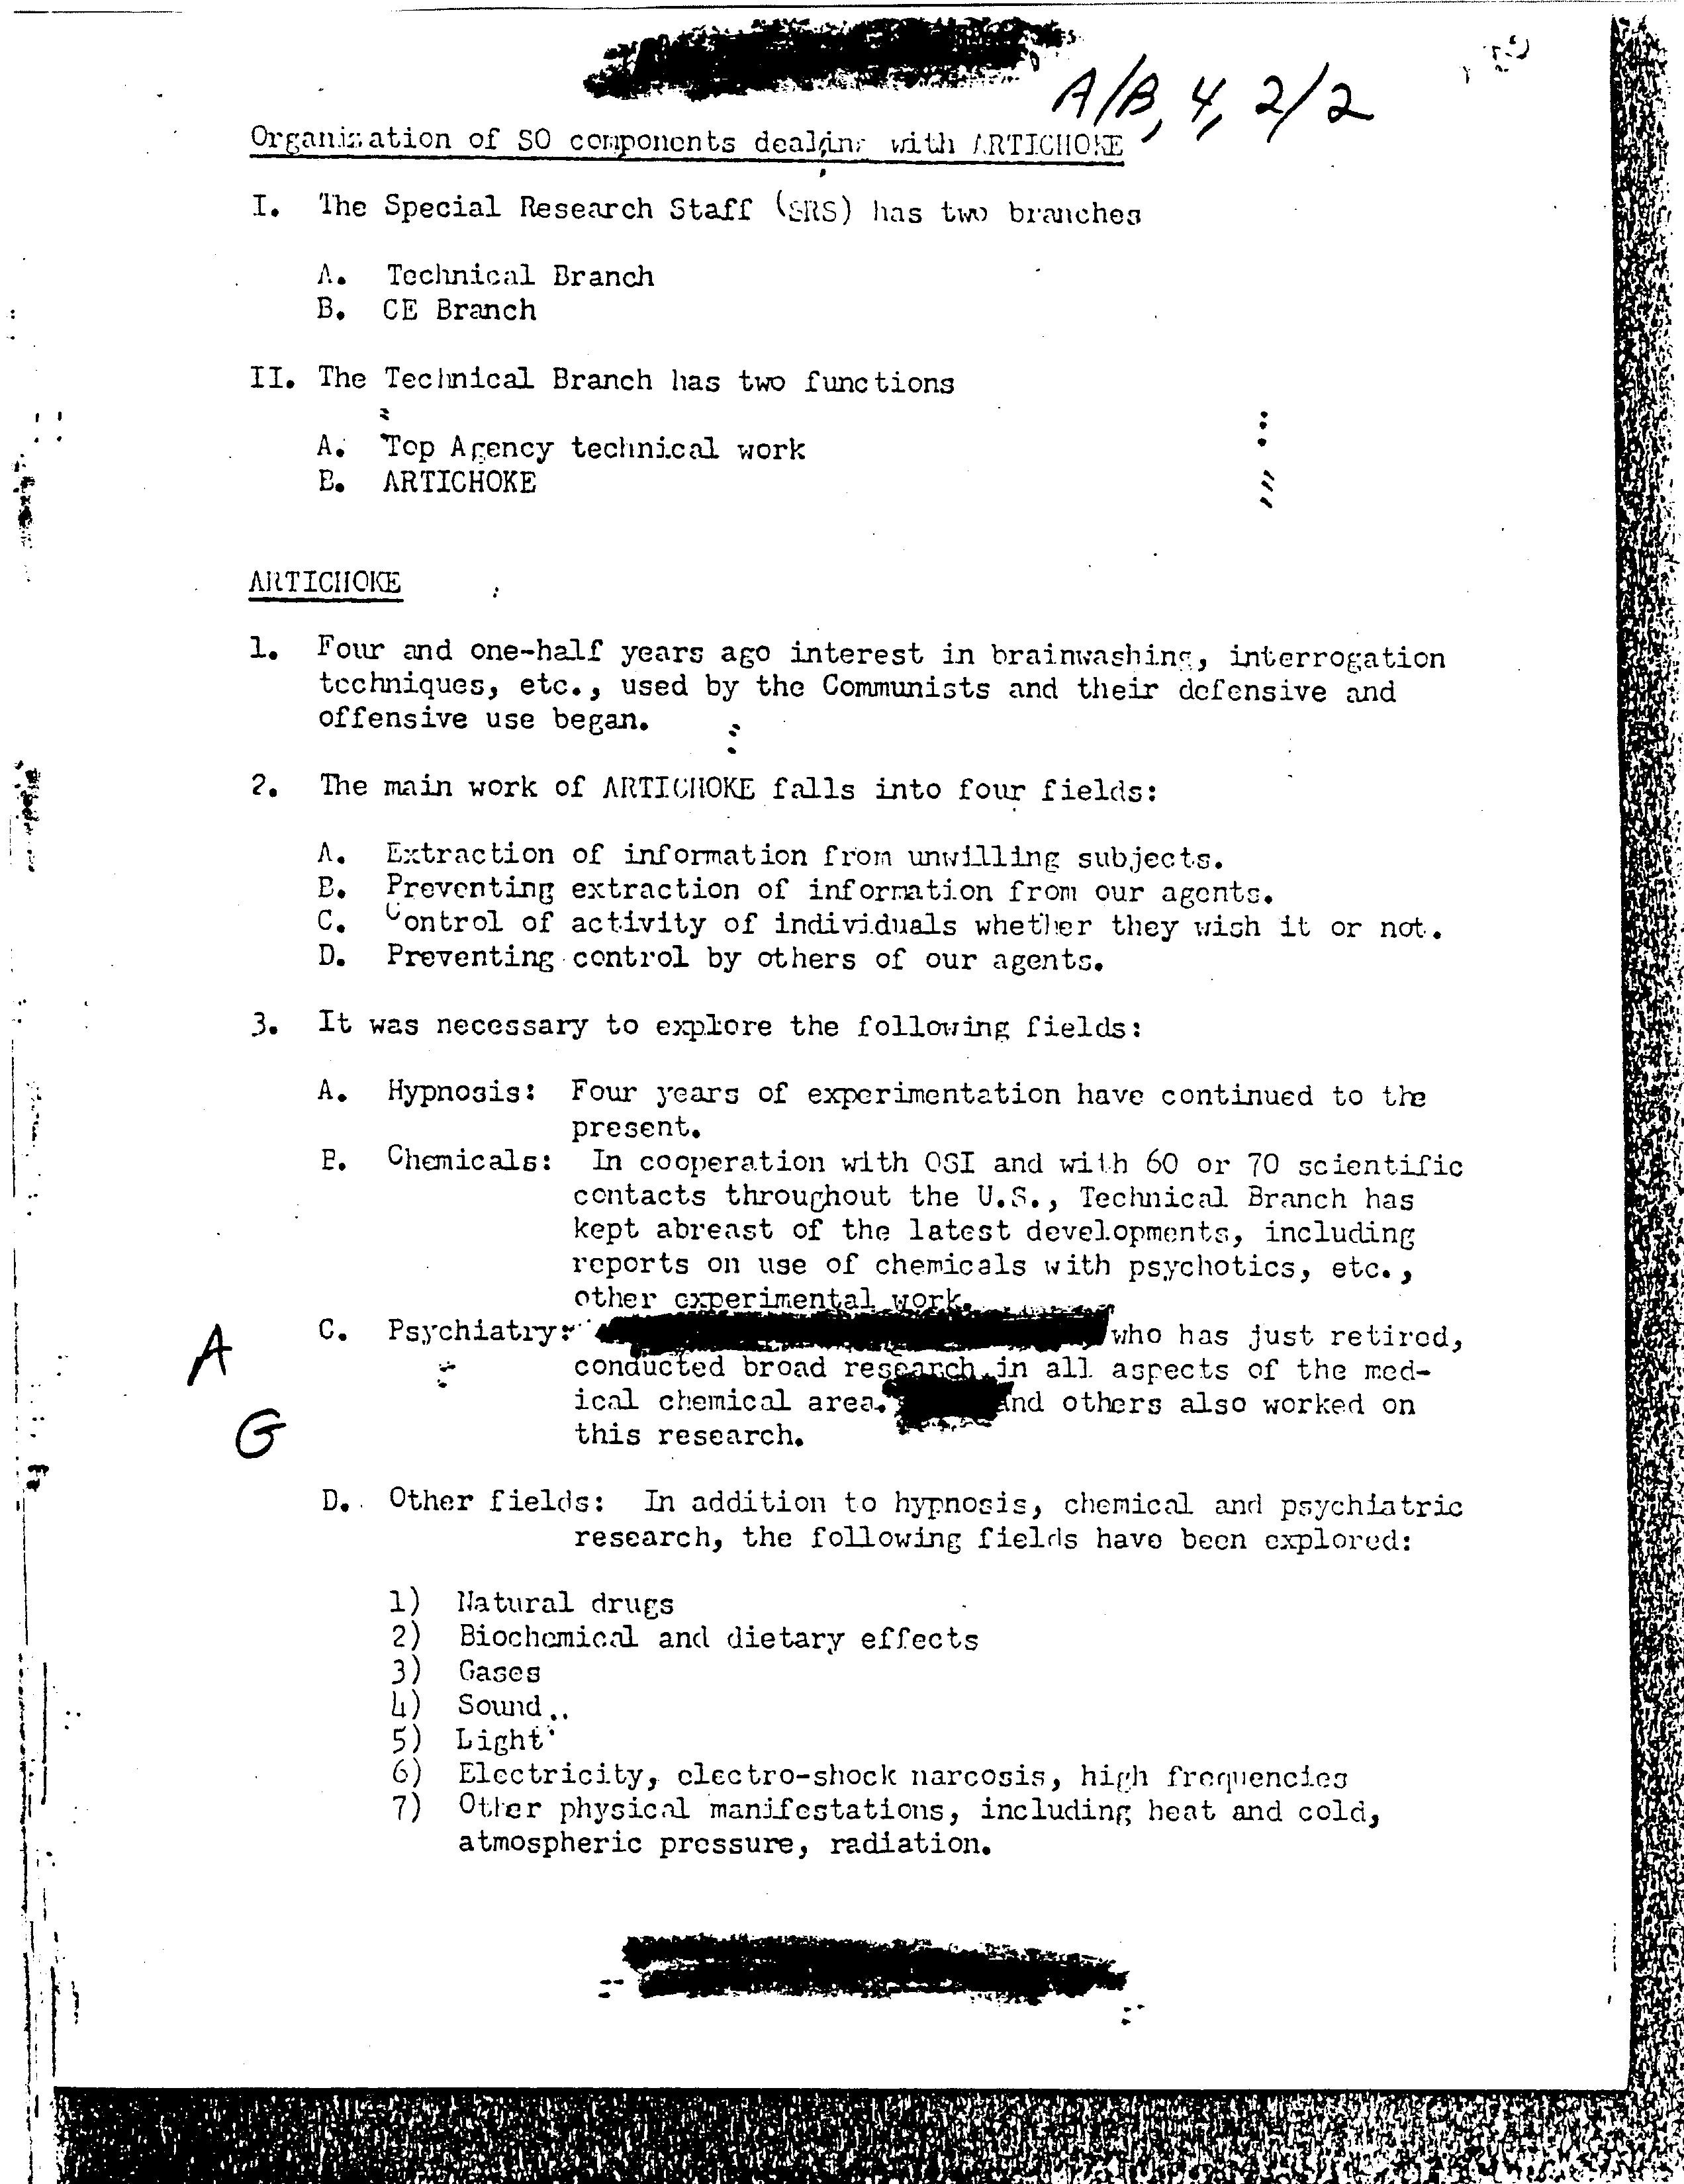 A/B, 4, 2/2
Organization of SO components dealing with ARTICHOKE
I. The Special Research Staff (SRS) has two branches
A. Technical Branch
B. CE Branch
II. The Technical Branch has two functions
A. Top Agency technical work
B. ARTICHOKE
ARTICHOKE
1. Four and one-half years ago interest in brainwashing, interrogation
techniques, etc., used by the Communists and their defensive and
offensive use began.
2. The main work of ARTICHOKE falls into four fields:
A. Extraction of information from unwilling subjects.
B. Preventing extraction of information from our agents.
C. Control of activity of individuals whether they wish it or not.
D. Preventing control by others of our agents.
3. It was necessary to explore the following fields:
A. Hypnosis: Four years of experimentation have continued to the
present.
B. Chemicals: In cooperation with OSI and with 60 or 70 scientific
contacts throughout the U.S., Technical Branch has
kept abreast of the latest developments, including
reports on use of chemicals with psychotics, etc.,
other experimental work.
C. Psychiatry: who has just retired,
A
conducted broad research in all aspects of the med-
ical chemical area. and others also worked on
G
this research.
D. Other fields: In addition to hypnosis, chemical and psychiatric
research, the following fields have been explored:
1) Natural drugs
2) Biochemical and dietary effects
3) Gases
4) Sound
5) Light
6) Electricity, electro-shock narcosis, high frequencies
7) Other physical manifestations, including heat and cold,
atmospheric pressure, radiation.